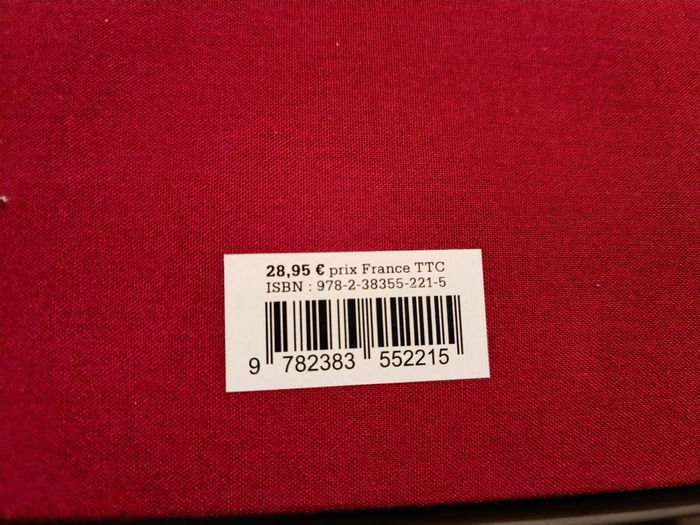 28,95 € prix France TTC
ISBN : 978-2-38355-221-5
9 782383 552215